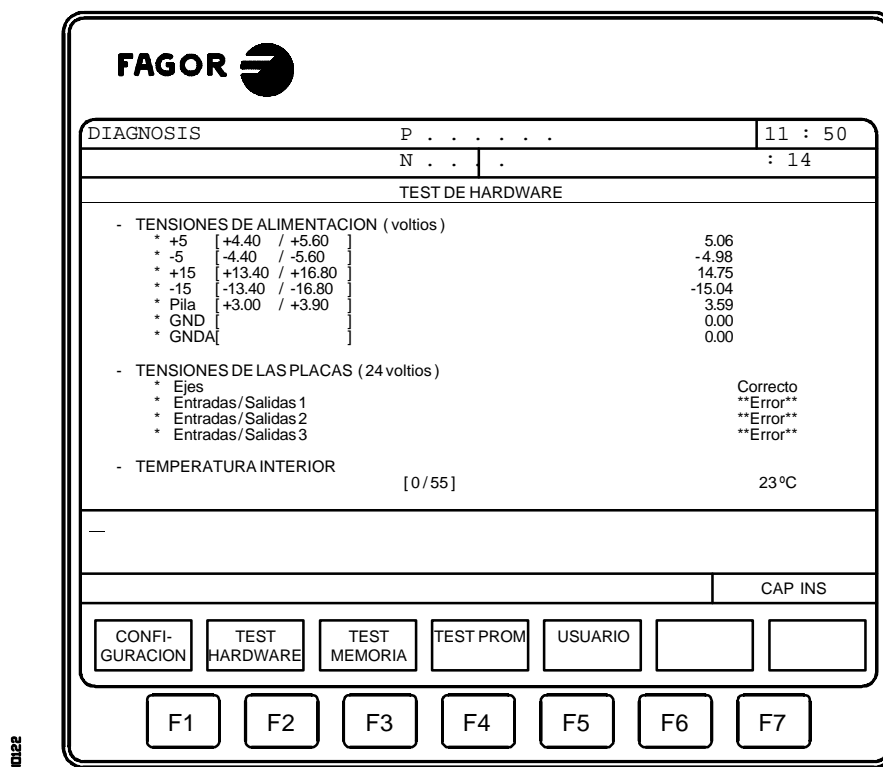 FAGOR
DIAGNOSIS P . . . . . . 11 : 50
N . . . . : 14
TEST DE HARDWARE
- TENSIONES DE ALIMENTACION ( voltios )
* +5 [ +4.40 / +5.60 ] 5.06
* -5 [ -4.40 / -5.60 ] -4.98
* +15 [ +13.40 / +16.80 ] 14.75
* -15 [ -13.40 / -16.80 ] -15.04
* Pila [ +3.00 / +3.90 ] 3.59
* GND [ ] 0.00
* GNDA[ ] 0.00
- TENSIONES DE LAS PLACAS ( 24 voltios )
* Ejes Correcto
* Entradas/Salidas 1 **Error**
* Entradas/Salidas 2 **Error**
* Entradas/Salidas 3 **Error**
- TEMPERATURA INTERIOR
[ 0/55 ] 23ºC
_
CAP INS
CONFI-
GURACION
TEST
HARDWARE
TEST
MEMORIA
TEST PROM
USUARIO
F1 F2 F3 F4 F5 F6 F7